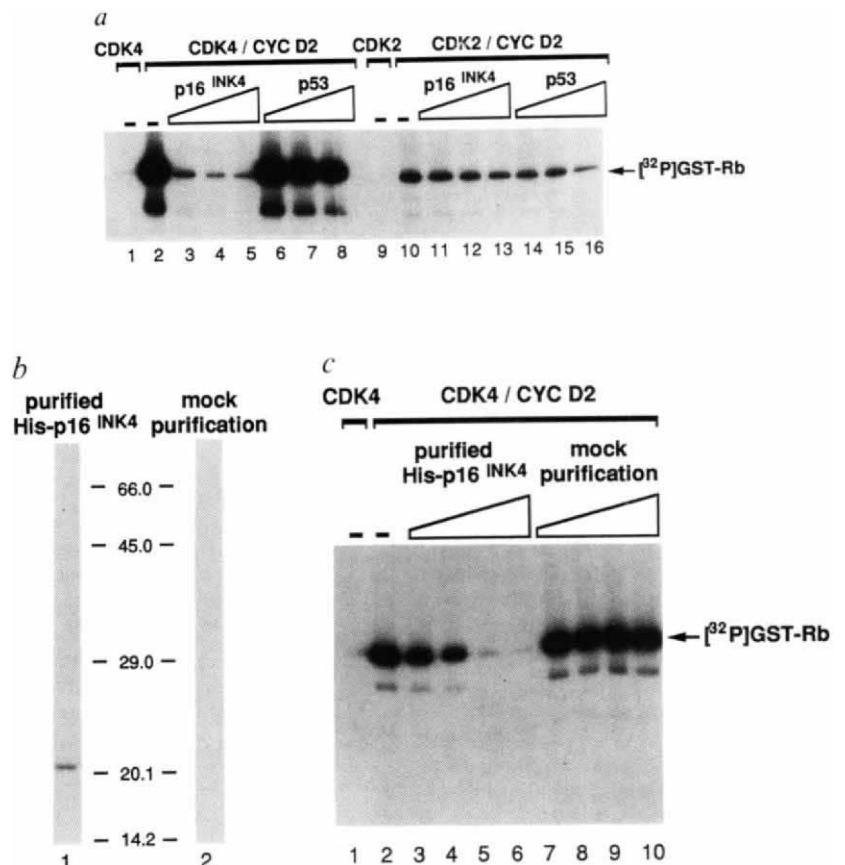 a
CDK4 CDK4 / CYC D2 CDK2 CDK2 / CYC D2
p16 INK4 p53 p16 INK4 p53
– – – –
[32P]GST-Rb
1 2 3 4 5 6 7 8 9 10 11 12 13 14 15 16
b
purified His-p16 INK4
mock purification
– 66.0 –
– 45.0 –
– 29.0 –
– 20.1 –
– 14.2 –
1 2
c
CDK4 CDK4 / CYC D2
purified His-p16 INK4
mock purification
– –
[32P]GST-Rb
1 2 3 4 5 6 7 8 9 10